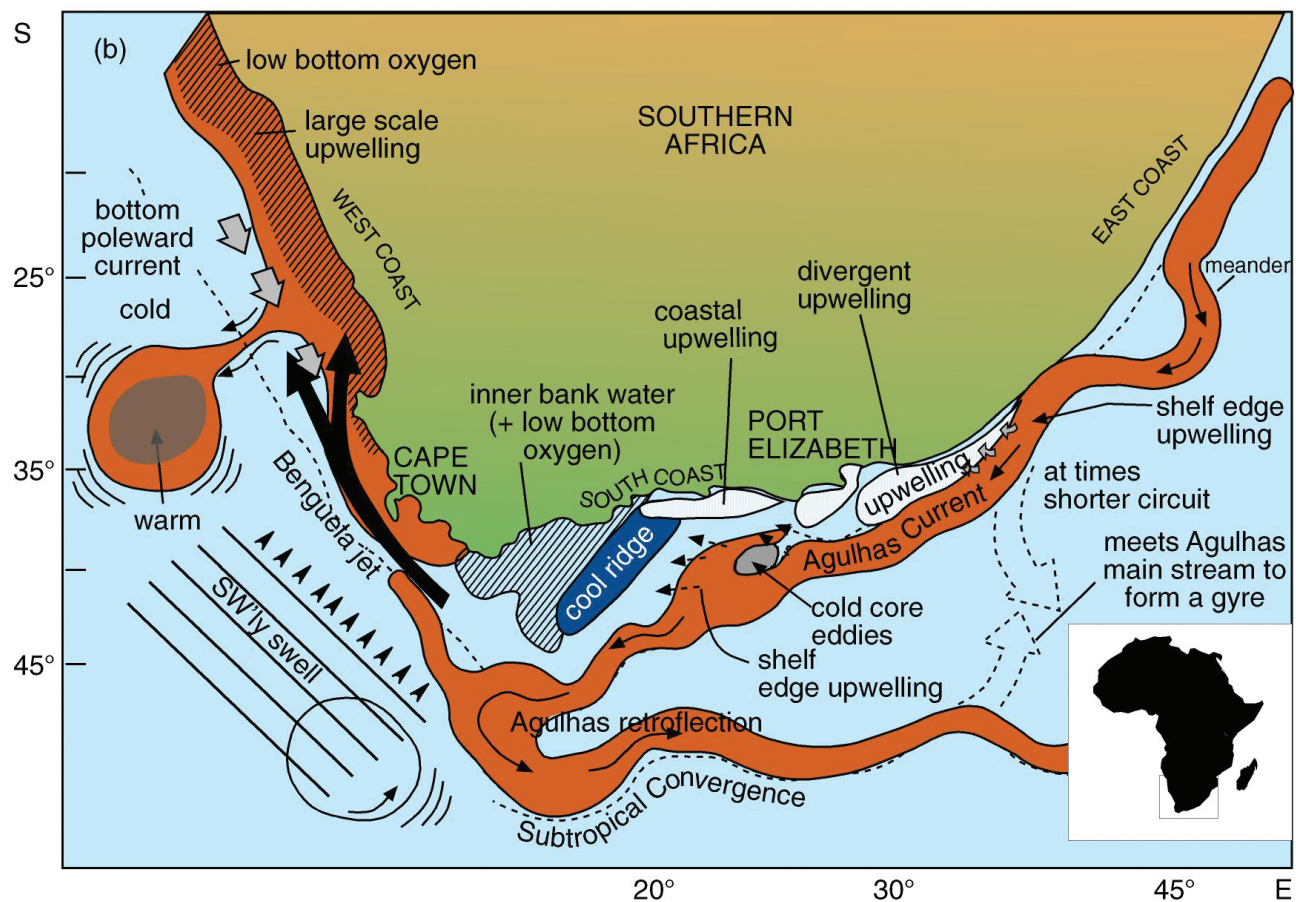 S
(b)
low bottom oxygen
large scale
upwelling
SOUTHERN
AFRICA
WEST COAST
EAST COAST
bottom
poleward
current
cold
25°
meander
divergent
upwelling
coastal
upwelling
inner bank water
(+ low bottom
oxygen)
PORT
ELIZABETH
shelf edge
upwelling
CAPE
TOWN
SOUTH COAST
upwelling
35°
at times
shorter circuit
warm
Bengueta jet
Agulhas Current
meets Agulhas
main stream to
form a gyre
cool ridge
cold core
eddies
SW'ly swell
shelf
edge upwelling
45°
Agulhas retroflection
Subtropical Convergence
20°
30°
45°
E